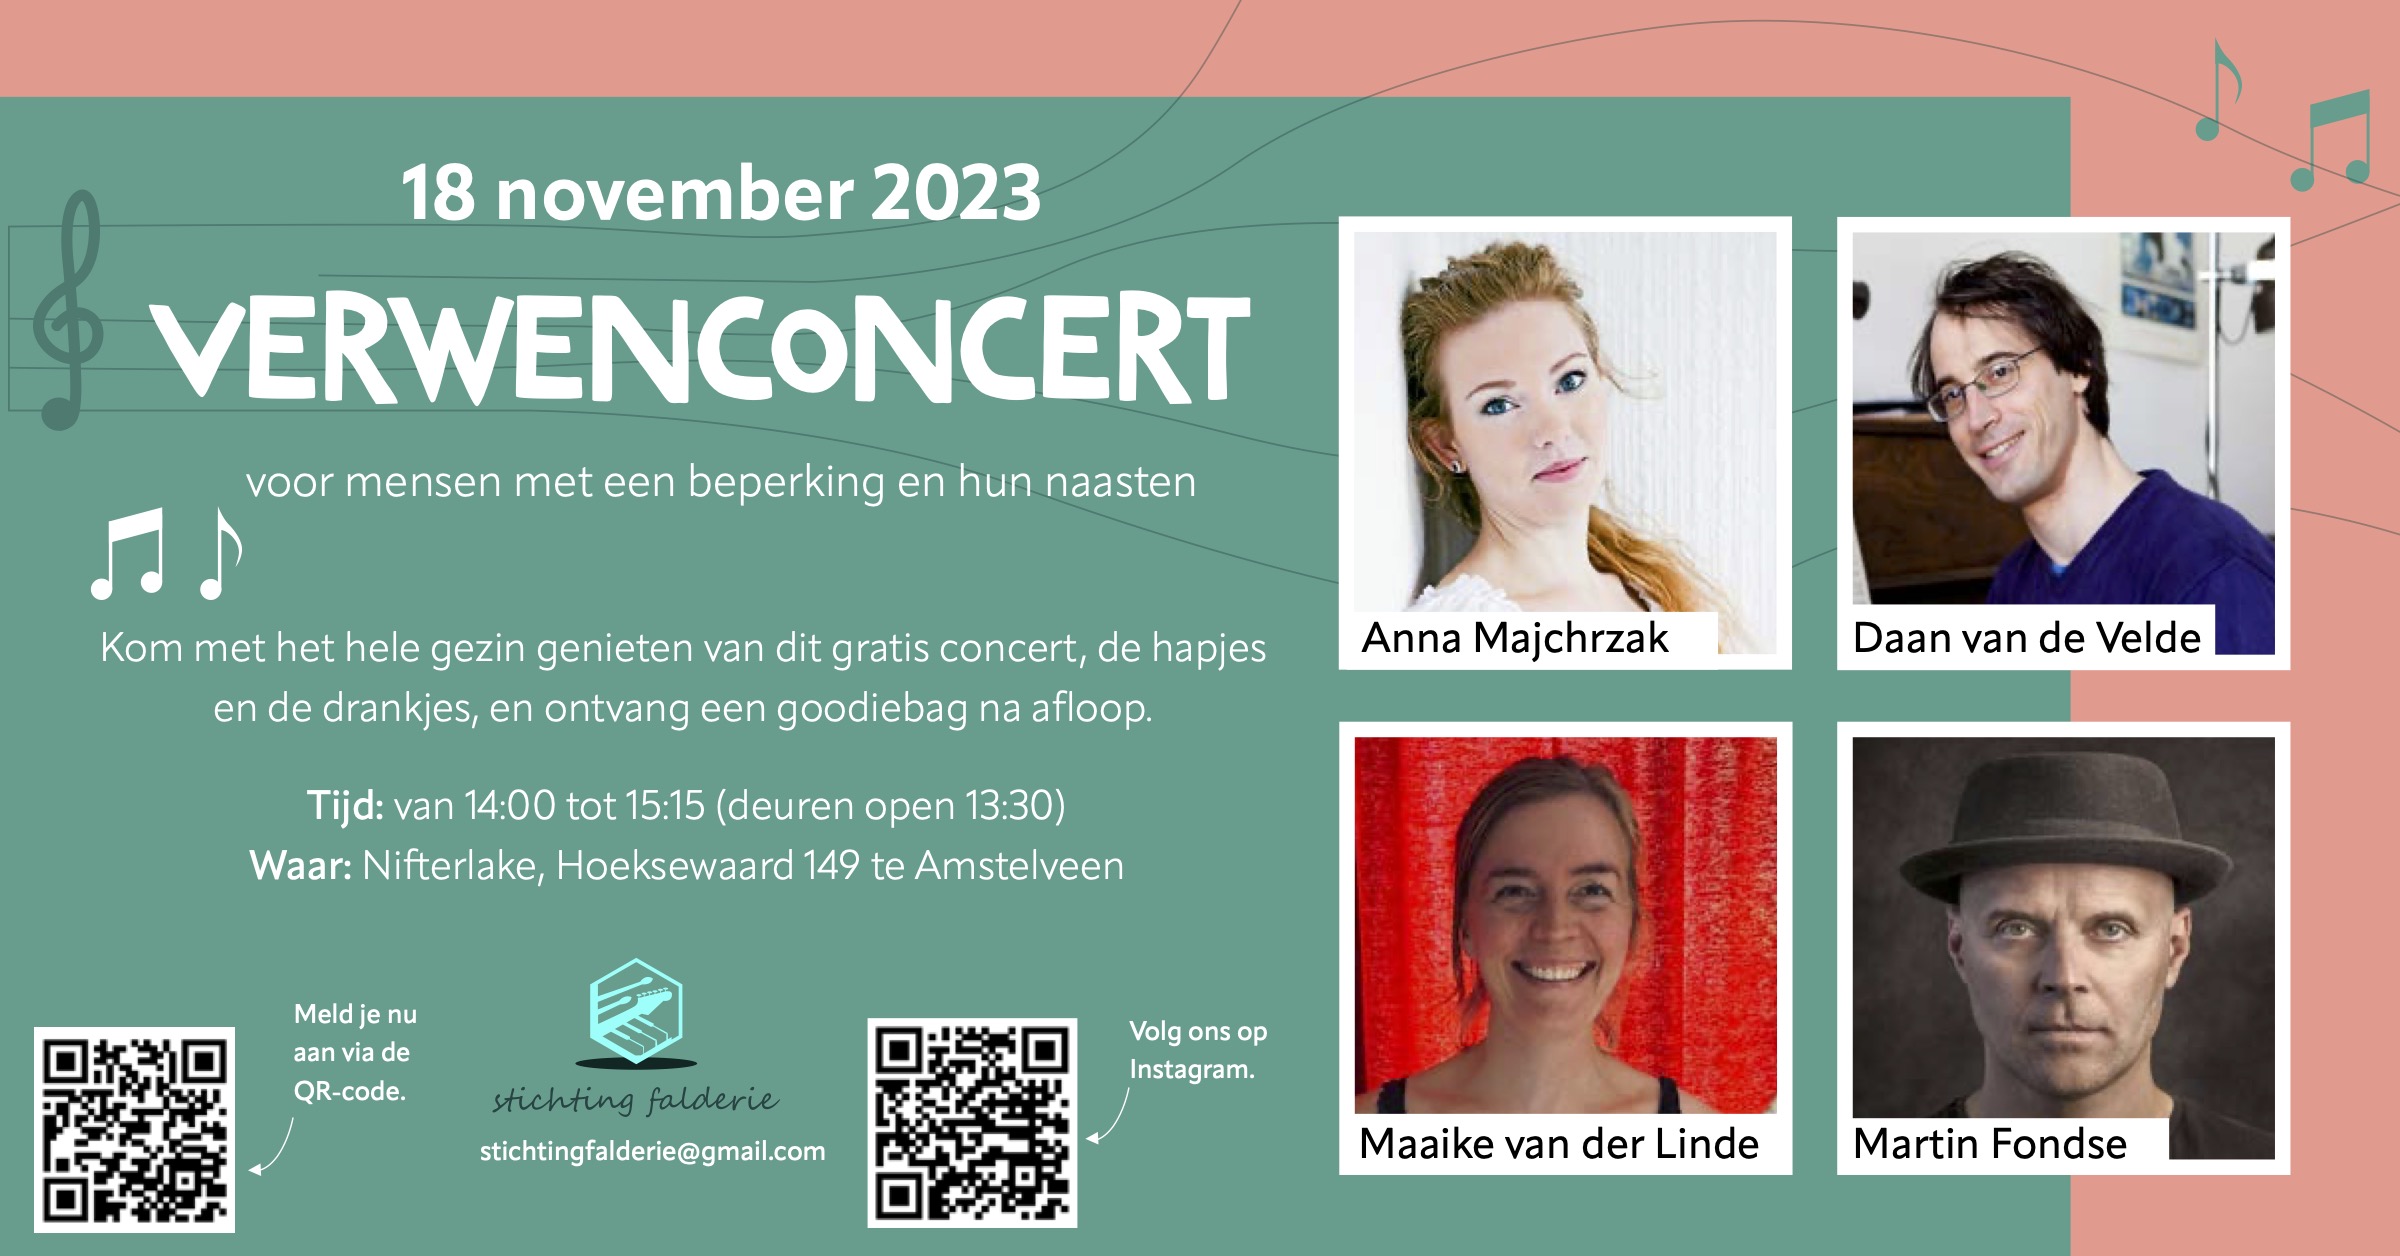 18 november 2023
VERWENCONCERT
voor mensen met een beperking en hun naasten
Kom met het hele gezin genieten van dit gratis concert, de hapjes
en de drankjes, en ontvang een goodiebag na afloop.
Tijd: van 14:00 tot 15:15 (deuren open 13:30)
Waar: Nifterlake, Hoeksewaard 149 te Amstelveen
Meld je nu
aan via de
QR-code.
stichting falderie
stichtingfalderie@gmail.com
Volg ons op
Instagram.
Anna Majchrzak
Daan van de Velde
Maaike van der Linde
Martin Fondse